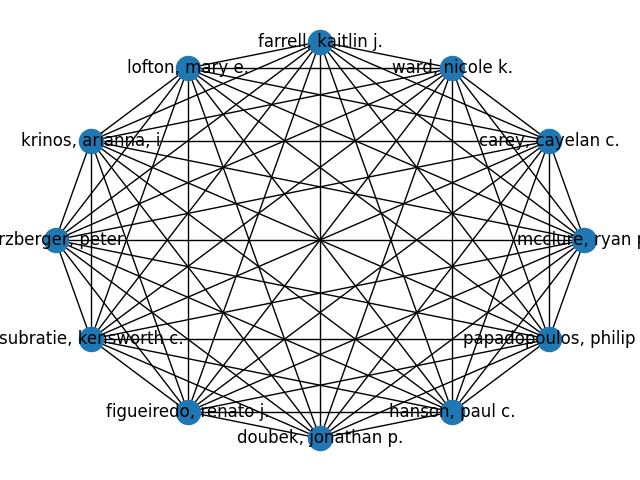 farrell, kaitlin j.
lofton, mary e.
ward, nicole k.
krinos, arianna, i
carey, cayelan c.
rzberger, peter
mcclure, ryan p
subratie, kensworth c.
papadopoulos, philip
figueiredo, renato j.
hanson, paul c.
doubek, jonathan p.